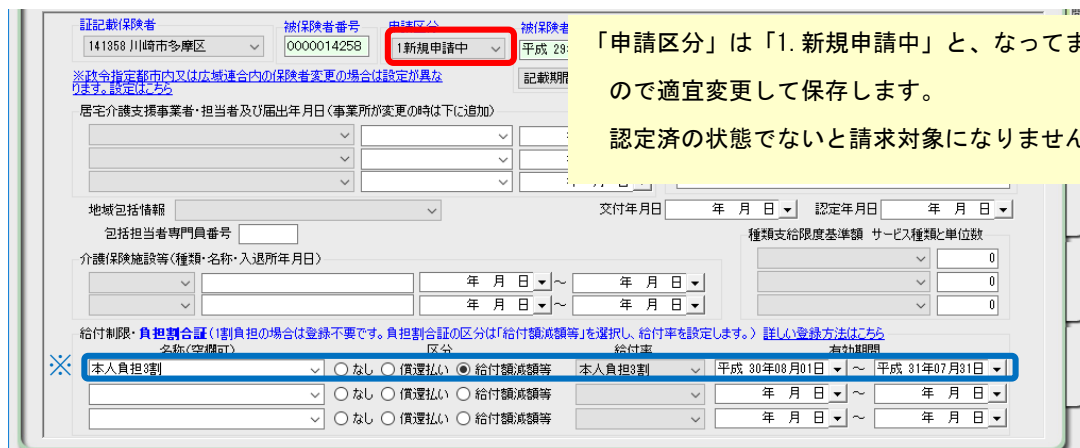 証記載保険者 被保険者番号 申請区分 被保険者
141358 川崎市多摩区 0000014258 1新規申請中 平成 29
「申請区分」は「1.新規申請中」と、なってま
ので適宜変更して保存します。
認定済の状態でないと請求対象になりません
※政令指定都市内又は広域連合内の保険者変更の場合は設定が異な
ります。設定はこちら
記載期間
居宅介護支援事業者・担当者及び届出年月日(事業所が変更の時は下に追加)
地域包括情報 交付年月日 年 月 日 認定年月日 年 月 日
包括担当者専門員番号 種類支給限度基準額 サービス種類と単位数
介護保険施設等(種類・名称・入退所年月日)
0
年 月 日 ~ 年 月 日 0
年 月 日 ~ 年 月 日 0
給付制限・負担割合証(1割負担の場合は登録不要です。負担割合証の区分は「給付額減額等」を選択し、給付率を設定します。) 詳しい登録方法はこちら
名称(空欄可) 区分 給付率 有効期間
※ 本人負担3割 なし 償還払い 給付額減額等 本人負担3割 平成 30年08月01日 ~ 平成 31年07月31日
なし 償還払い 給付額減額等 年 月 日 ~ 年 月 日
なし 償還払い 給付額減額等 年 月 日 ~ 年 月 日